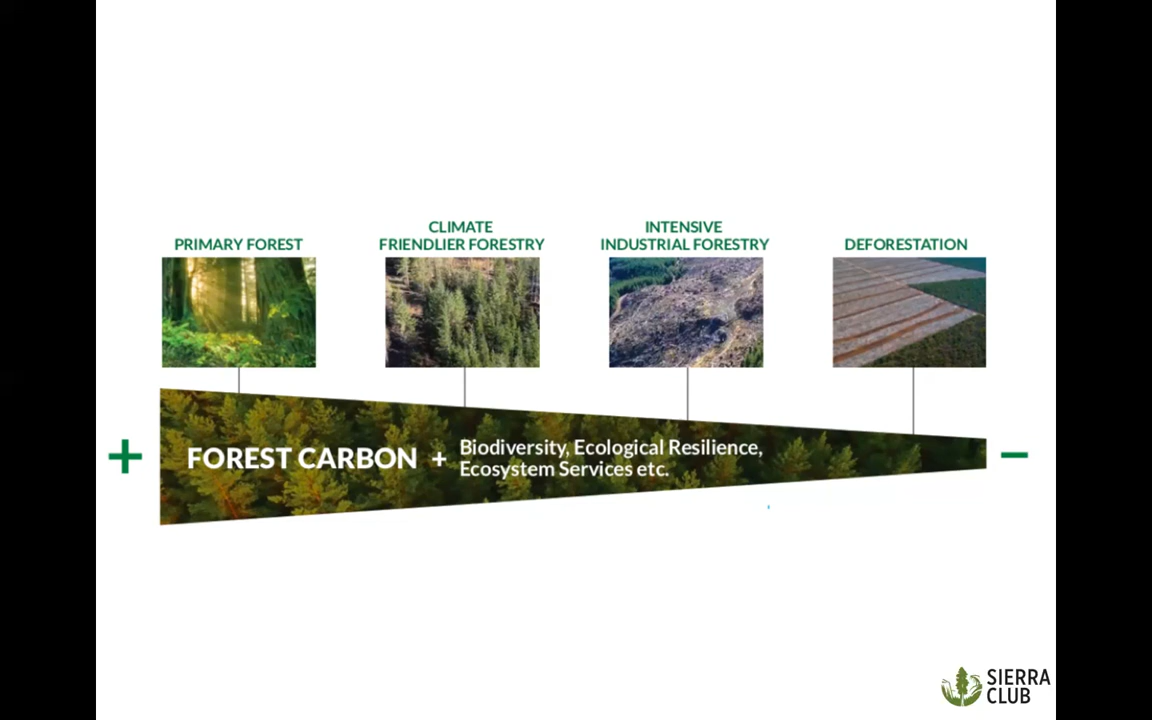 PRIMARY FOREST
CLIMATE
FRIENDLIER FORESTRY
INTENSIVE
INDUSTRIAL FORESTRY
DEFORESTATION
+
FOREST CARBON +
Biodiversity, Ecological Resilience,
Ecosystem Services etc.
−
SIERRA
CLUB